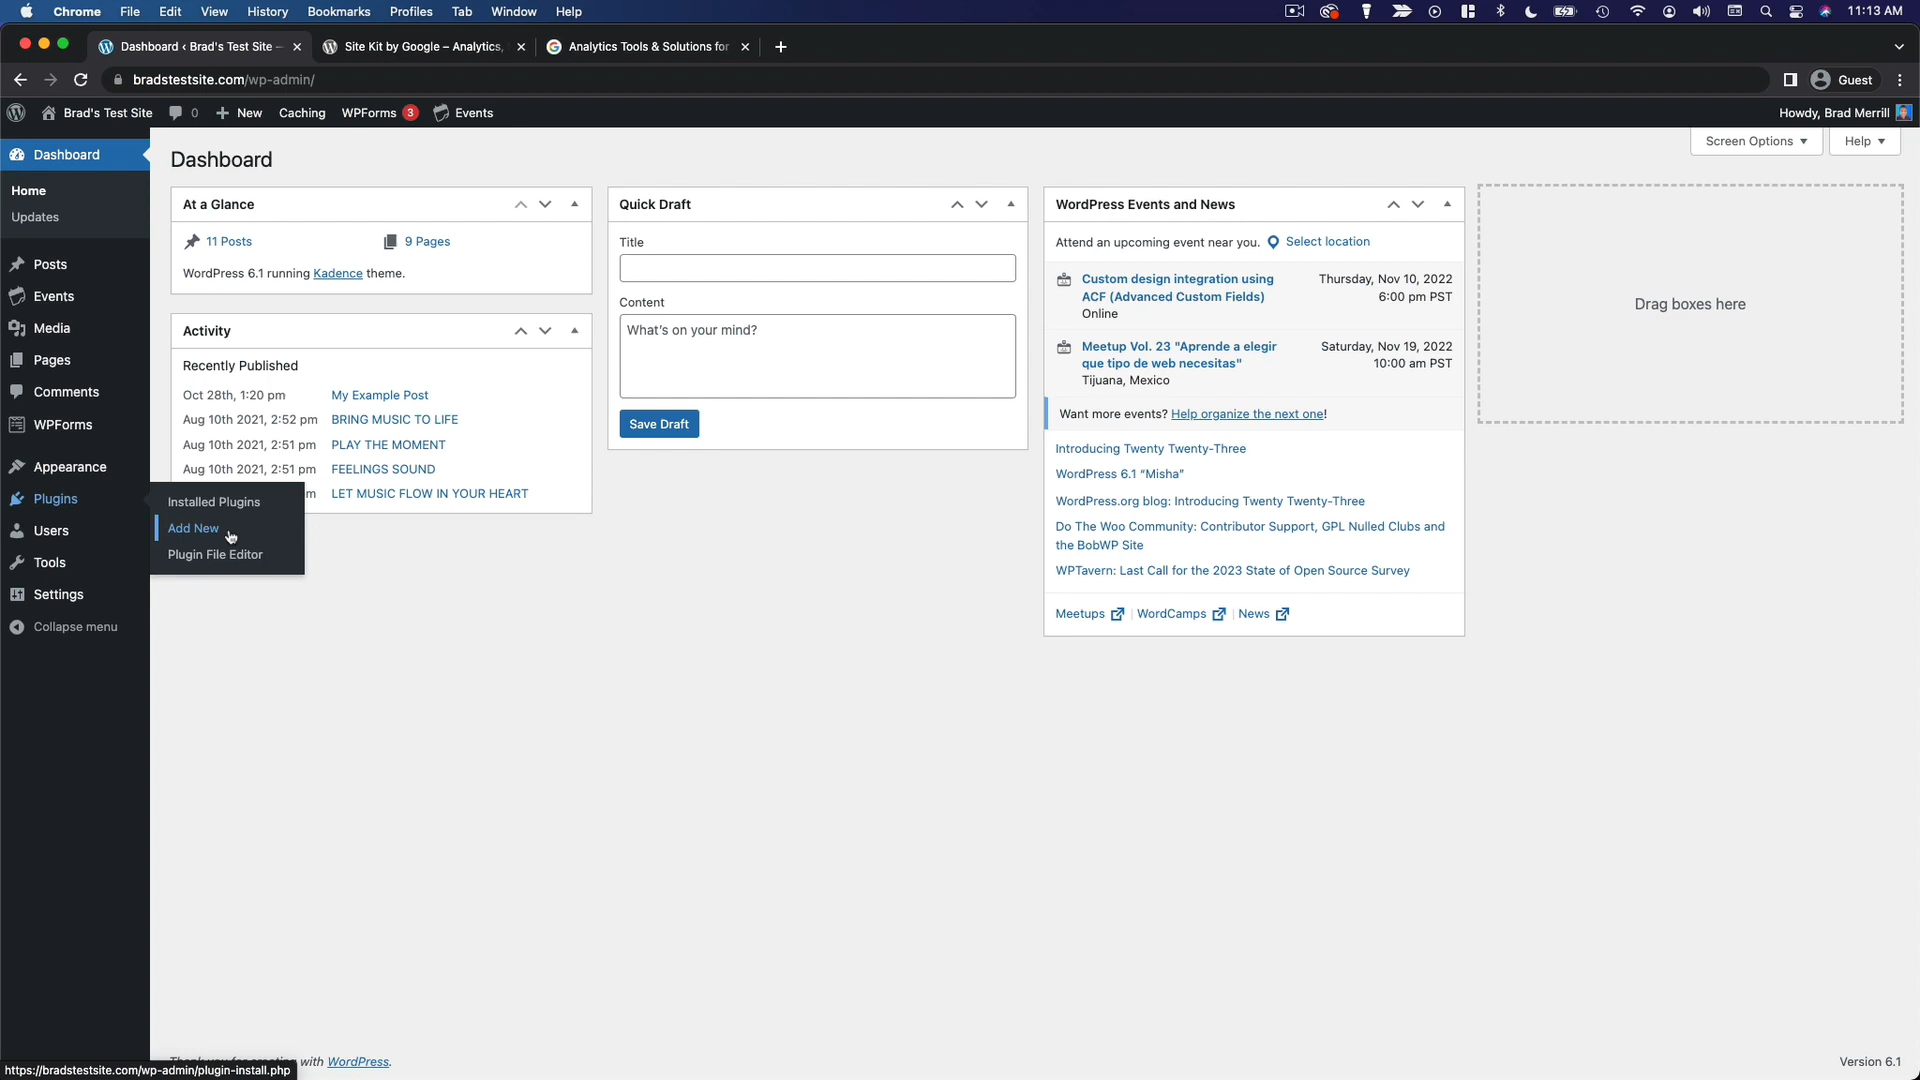 Chrome File Edit View History Bookmarks Profiles Tab Window Help 11:13 AM
Dashboard ‹ Brad's Test Site – Site Kit by Google – Analytics, Analytics Tools & Solutions for
bradstestsite.com/wp-admin/ Guest
Brad's Test Site 0 New Caching WPForms 3 Events Howdy, Brad Merrill
Screen Options Help
Dashboard
Home
Updates
Posts
Events
Media
Pages
Comments
WPForms
Appearance
Plugins
Users
Tools
Settings
Collapse menu
Installed Plugins
Add New
Plugin File Editor
Dashboard
At a Glance
11 Posts 9 Pages
WordPress 6.1 running Kadence theme.
Activity
Recently Published
Oct 28th, 1:20 pm My Example Post
Aug 10th 2021, 2:52 pm BRING MUSIC TO LIFE
Aug 10th 2021, 2:51 pm PLAY THE MOMENT
Aug 10th 2021, 2:51 pm FEELINGS SOUND
m LET MUSIC FLOW IN YOUR HEART
Quick Draft
Title
Content
What's on your mind?
Save Draft
WordPress Events and News
Attend an upcoming event near you. Select location
Custom design integration using Thursday, Nov 10, 2022
ACF (Advanced Custom Fields) 6:00 pm PST
Online
Meetup Vol. 23 "Aprende a elegir Saturday, Nov 19, 2022
que tipo de web necesitas" 10:00 am PST
Tijuana, Mexico
Want more events? Help organize the next one!
Introducing Twenty Twenty-Three
WordPress 6.1 “Misha”
WordPress.org blog: Introducing Twenty Twenty-Three
Do The Woo Community: Contributor Support, GPL Nulled Clubs and
the BobWP Site
WPTavern: Last Call for the 2023 State of Open Source Survey
Meetups WordCamps News
Drag boxes here
with WordPress. Version 6.1
https://bradstestsite.com/wp-admin/plugin-install.php